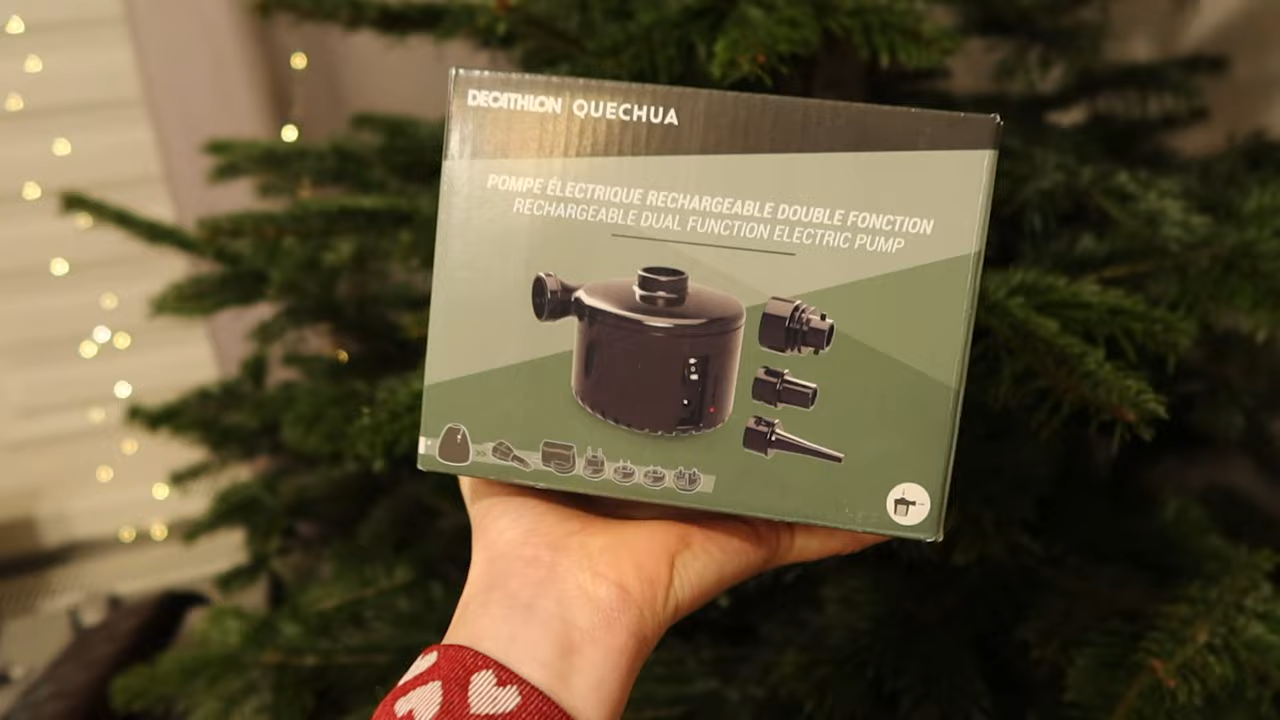 DECATHLON QUECHUA
POMPE ÉLECTRIQUE RECHARGEABLE DOUBLE FONCTION
RECHARGEABLE DUAL FUNCTION ELECTRIC PUMP